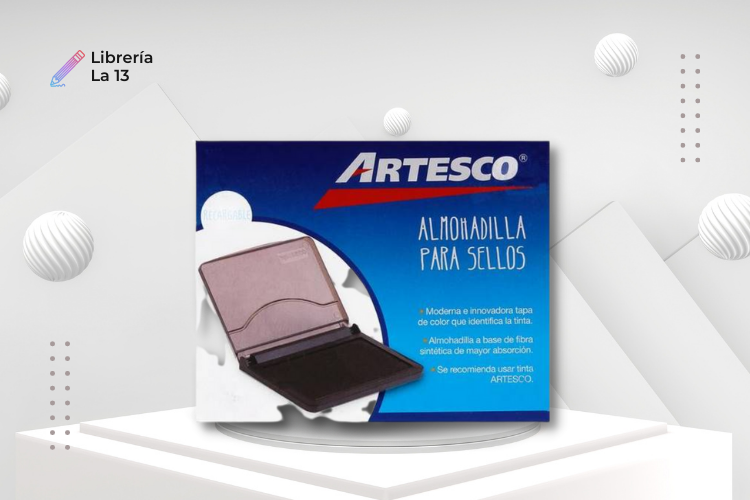 Librería
La 13
ARTESCO®
RECARGABLE
ALMOHADILLA
PARA SELLOS
Moderna e innovadora tapa
de color que identifica la tinta.
Almohadilla a base de fibra
sintética de mayor absorción.
Se recomienda usar tinta
ARTESCO.